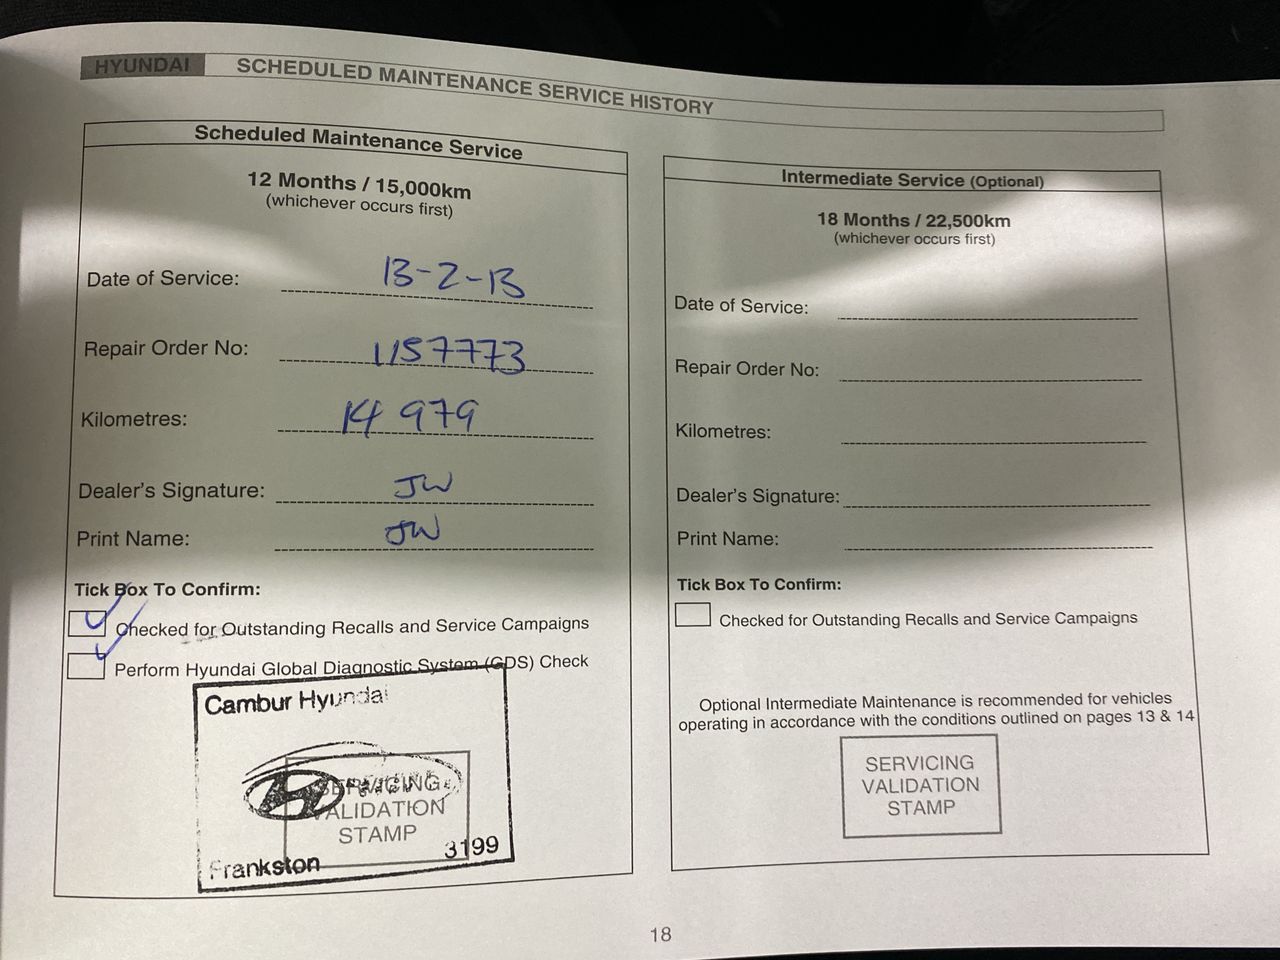 HYUNDAI SCHEDULED MAINTENANCE SERVICE HISTORY
Scheduled Maintenance Service
12 Months / 15,000km
(whichever occurs first)
Date of Service: 13-2-13
Repair Order No: 1157773
Kilometres: 14 979
Dealer's Signature: JW
Print Name: JW
Tick Box To Confirm:
Checked for Outstanding Recalls and Service Campaigns
Perform Hyundai Global Diagnostic System (GDS) Check
Cambur Hyundai
SERVICING
VALIDATION
STAMP
Frankston 3199
Intermediate Service (Optional)
18 Months / 22,500km
(whichever occurs first)
Date of Service:
Repair Order No:
Kilometres:
Dealer's Signature:
Print Name:
Tick Box To Confirm:
Checked for Outstanding Recalls and Service Campaigns
Optional Intermediate Maintenance is recommended for vehicles
operating in accordance with the conditions outlined on pages 13 & 14
SERVICING
VALIDATION
STAMP
18